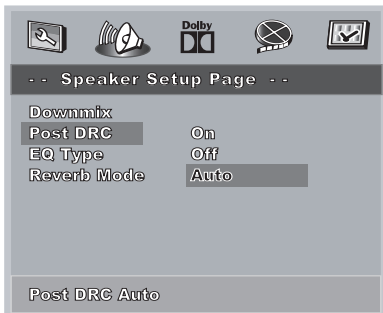 Dolby
- - Speaker Setup Page - -
Downmix
Post DRC On
EQ Type Off
Reverb Mode Auto
Post DRC Auto